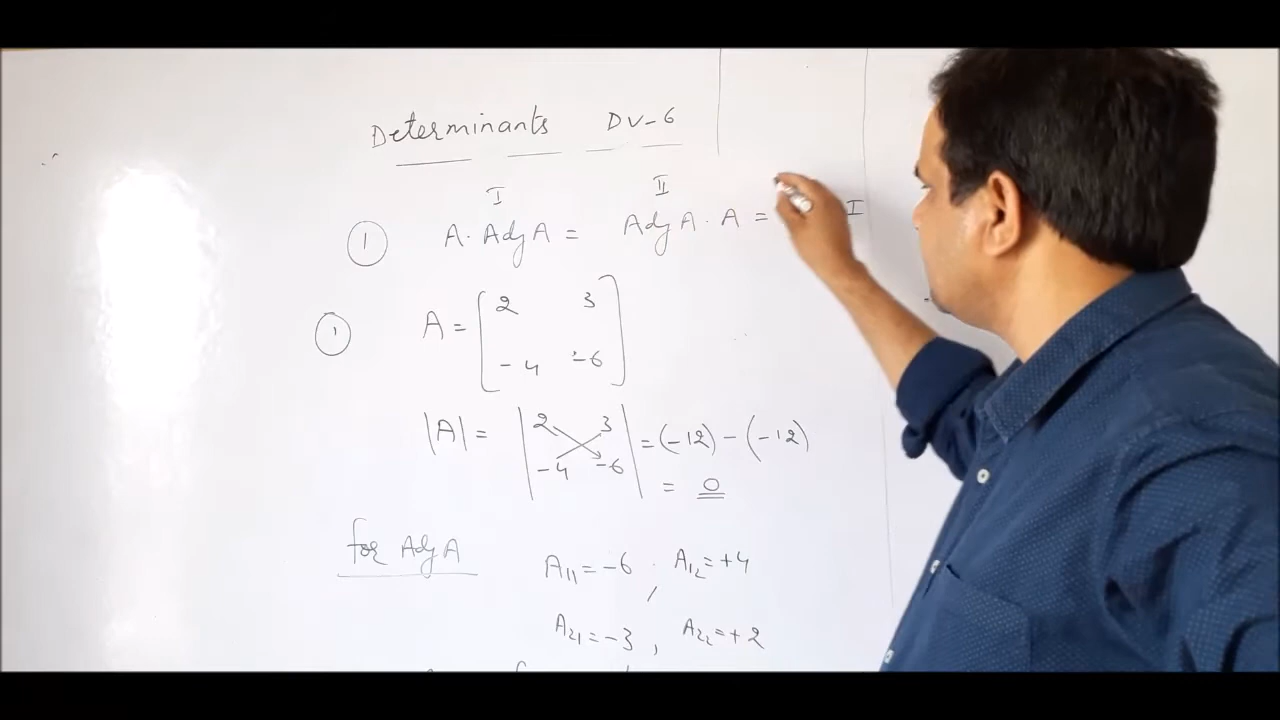 Determinants DV-6
I II
① A. Adj A = Adj A. A = I
① A = [ 2 3
-4 -6 ]
|A| = | 2 3
-4 -6 | = (-12) - (-12)
= 0
for Adj A
A₁₁ = -6 , A₁₂ = +4
A₂₁ = -3 , A₂₂ = +2